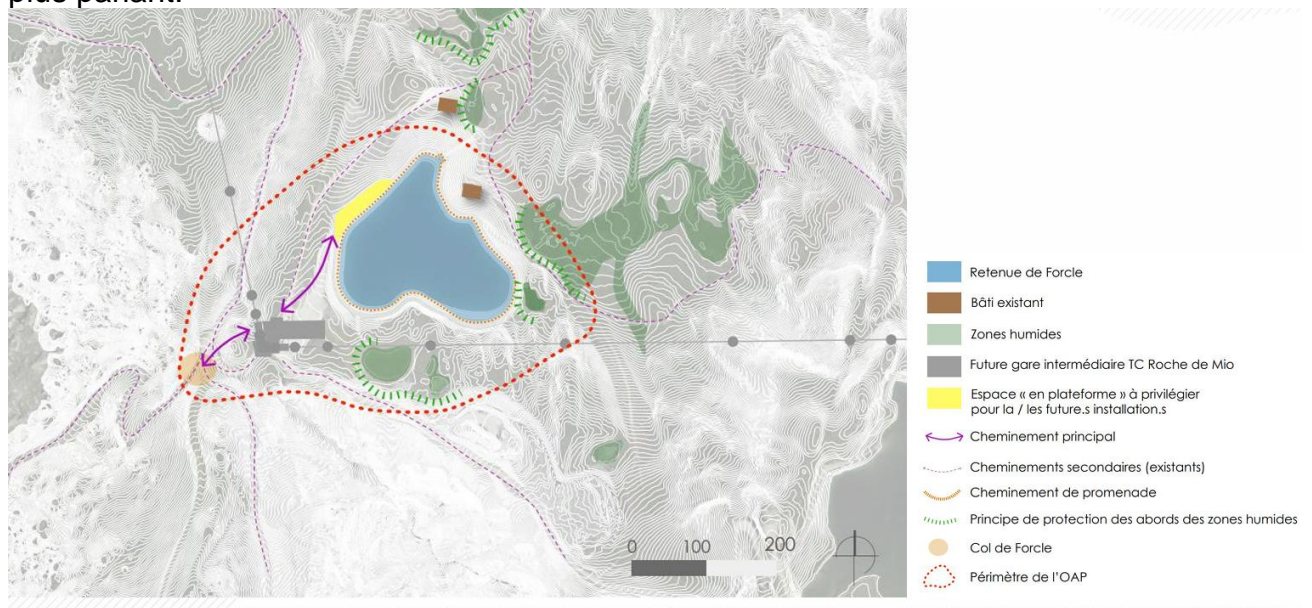 plus parlant.
0 100 200
Retenue de Forcle
Bâti existant
Zones humides
Future gare intermédiaire TC Roche de Mio
Espace « en plateforme » à privilégier
pour la / les future.s installation.s
Cheminement principal
Cheminements secondaires (existants)
Cheminement de promenade
Principe de protection des abords des zones humides
Col de Forcle
Périmètre de l'OAP